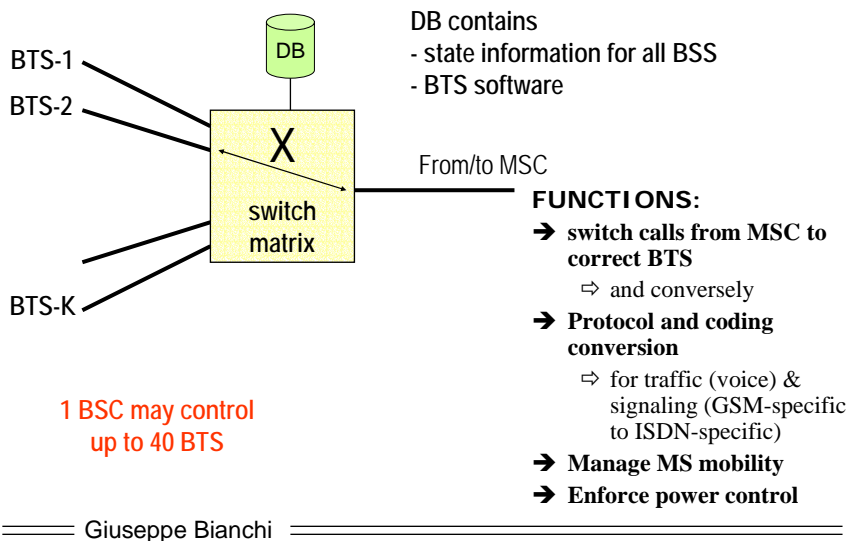 DB contains
- state information for all BSS
- BTS software
DB
BTS-1
BTS-2
X
switch
matrix
From/to MSC
BTS-K
1 BSC may control
up to 40 BTS
FUNCTIONS:
➔ switch calls from MSC to
correct BTS
⇨ and conversely
➔ Protocol and coding
conversion
⇨ for traffic (voice) &
signaling (GSM-specific
to ISDN-specific)
➔ Manage MS mobility
➔ Enforce power control
Giuseppe Bianchi